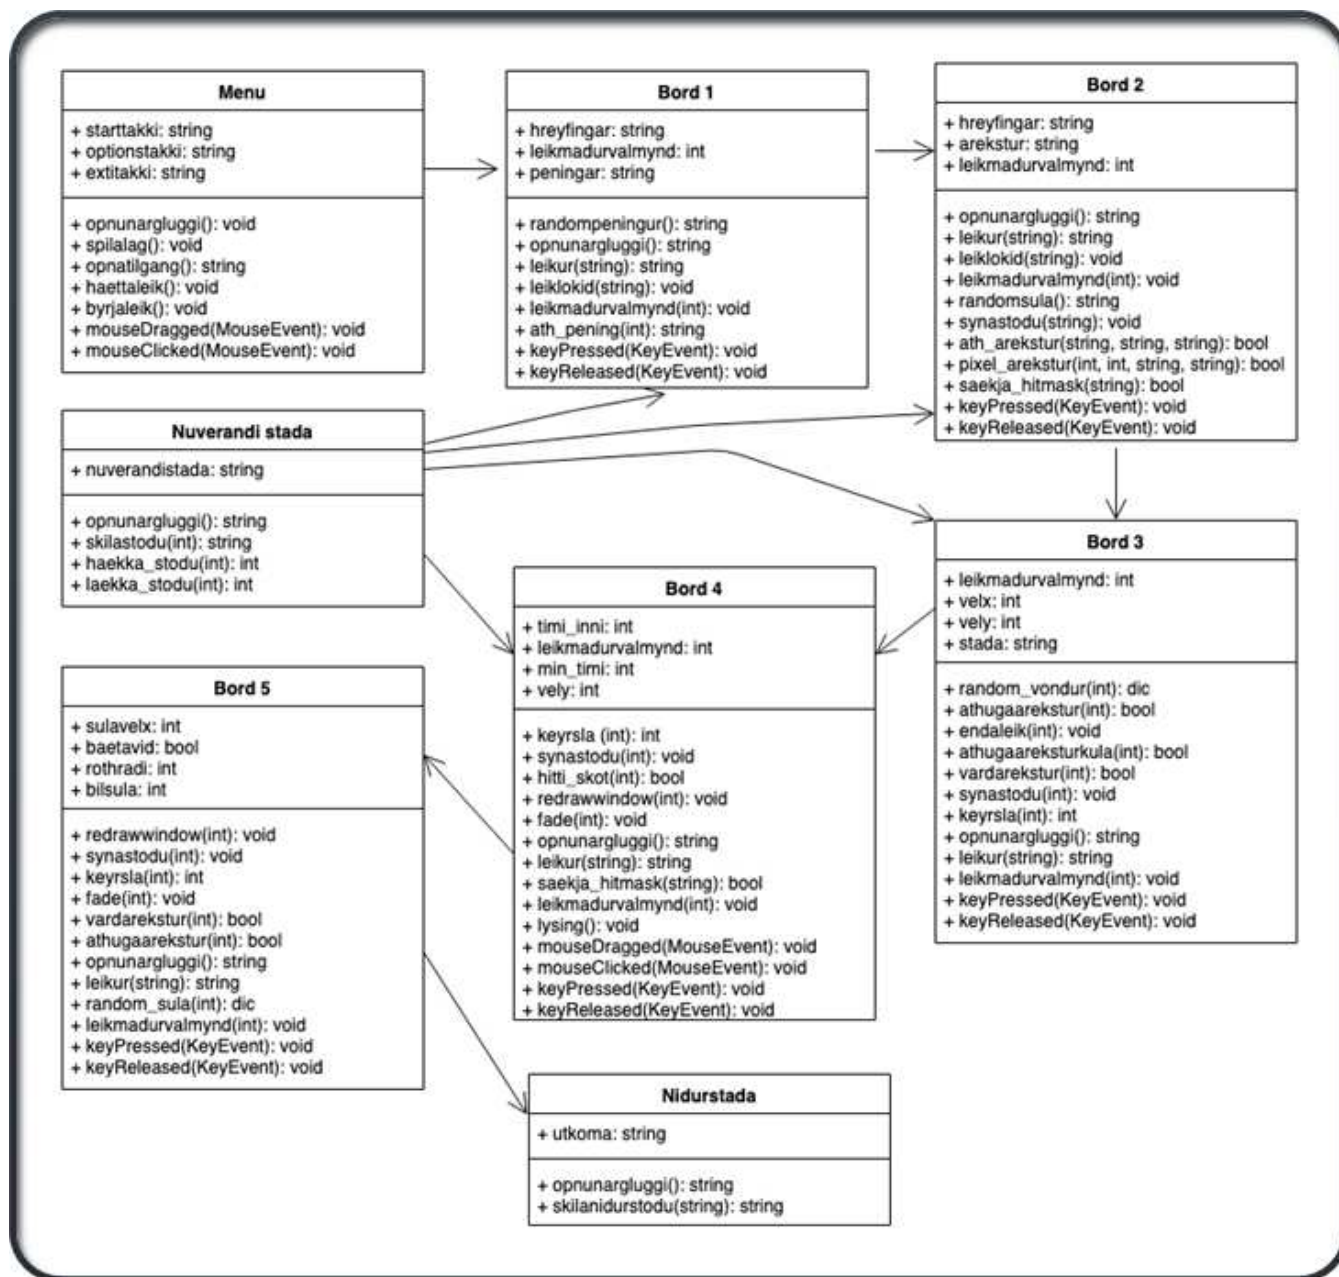 Menu
+ starttakki: string
+ optionstakki: string
+ extitakki: string
+ opnunargluggi(): void
+ spilalag(): void
+ opnatilgang(): string
+ haettaleik(): void
+ byrjaleik(): void
+ mouseDragged(MouseEvent): void
+ mouseClicked(MouseEvent): void
Bord 1
+ hreyfingar: string
+ leikmadurvalmynd: int
+ peningar: string
+ randompeningur(): string
+ opnunargluggi(): string
+ leikur(string): string
+ leiklokid(string): void
+ leikmadurvalmynd(int): void
+ ath_pening(int): string
+ keyPressed(KeyEvent): void
+ keyReleased(KeyEvent): void
Bord 2
+ hreyfingar: string
+ arekstur: string
+ leikmadurvalmynd: int
+ opnunargluggi(): string
+ leikur(string): string
+ leiklokid(string): void
+ leikmadurvalmynd(int): void
+ randomsula(): string
+ synastodu(string): void
+ ath_arekstur(string, string, string): bool
+ pixel_arekstur(int, int, string, string): bool
+ saekja_hitmask(string): bool
+ keyPressed(KeyEvent): void
+ keyReleased(KeyEvent): void
Nuverandi stada
+ nuverandistada: string
+ opnunargluggi(): string
+ skilastodu(int): string
+ haekka_stodu(int): int
+ laekka_stodu(int): int
Bord 3
+ leikmadurvalmynd: int
+ velx: int
+ vely: int
+ stada: string
+ random_vondur(int): dic
+ athugaarekstur(int): bool
+ endaleik(int): void
+ athugaareksturkula(int): bool
+ vardarekstur(int): bool
+ synastodu(int): void
+ keyrsla(int): int
+ opnunargluggi(): string
+ leikur(string): string
+ leikmadurvalmynd(int): void
+ keyPressed(KeyEvent): void
+ keyReleased(KeyEvent): void
Bord 4
+ timi_inni: int
+ leikmadurvalmynd: int
+ min_timi: int
+ vely: int
+ keyrsla (int): int
+ synastodu(int): void
+ hitti_skot(int): bool
+ redrawwindow(int): void
+ fade(int): void
+ opnunargluggi(): string
+ leikur(string): string
+ saekja_hitmask(string): bool
+ leikmadurvalmynd(int): void
+ lysing(): void
+ mouseDragged(MouseEvent): void
+ mouseClicked(MouseEvent): void
+ keyPressed(KeyEvent): void
+ keyReleased(KeyEvent): void
Bord 5
+ sulavelx: int
+ baetavid: bool
+ rothradi: int
+ bilsula: int
+ redrawwindow(int): void
+ synastodu(int): void
+ keyrsla(int): int
+ fade(int): void
+ vardarekstur(int): bool
+ athugaarekstur(int): bool
+ opnunargluggi(): string
+ leikur(string): string
+ random_sula(int): dic
+ leikmadurvalmynd(int): void
+ keyPressed(KeyEvent): void
+ keyReleased(KeyEvent): void
Nidurstada
+ utkoma: string
+ opnunargluggi(): string
+ skilanidurstodu(string): string